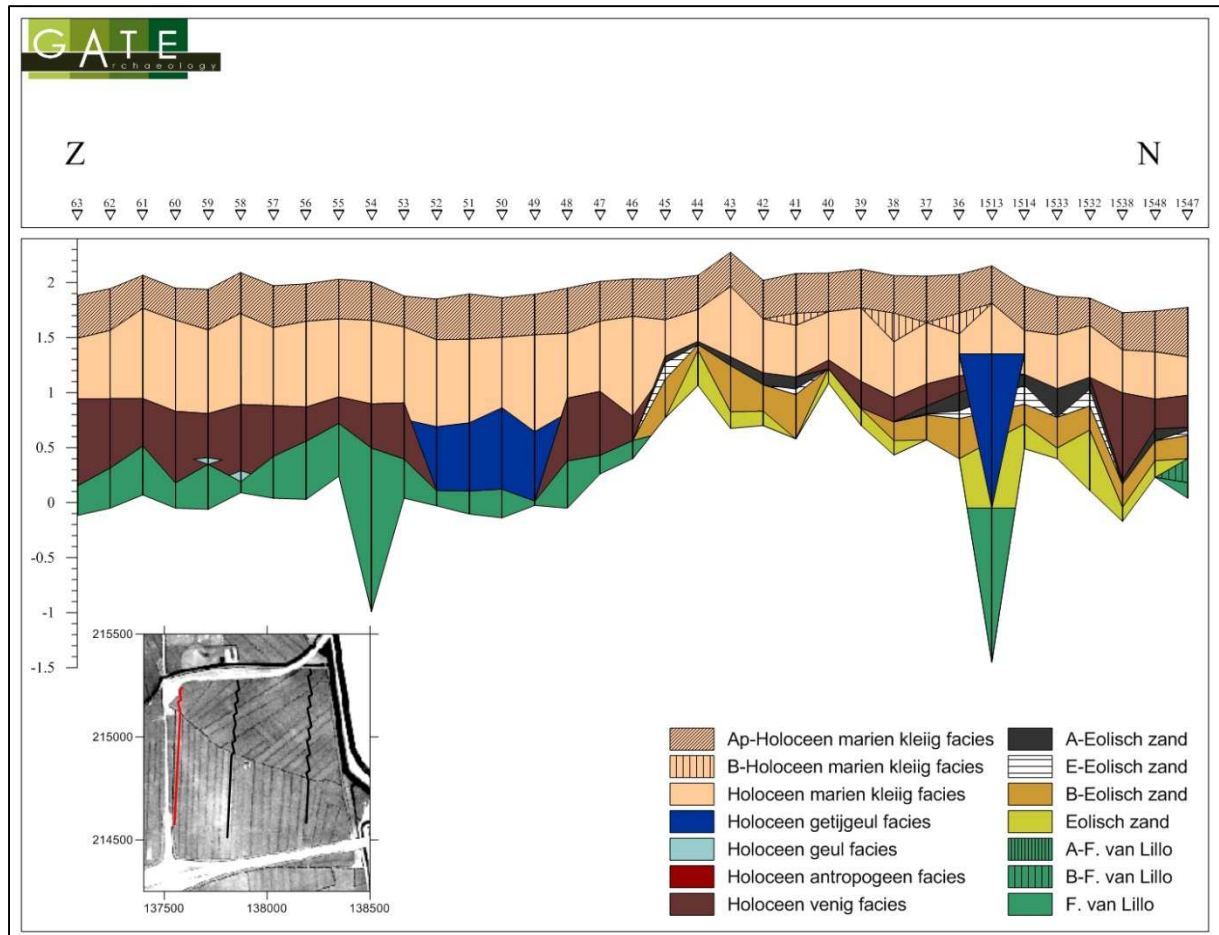 GATE
rchaeology
Z N
63 62 61 60 59 58 57 56 55 54 53 52 51 50 49 48 47 46 45 44 43 42 41 40 39 38 37 36 1513 1514 1533 1532 1538 1548 1547
2
1.5
1
0.5
0
-0.5
-1
-1.5
215500
215000
214500
137500 138000 138500
Ap-Holoceen marien kleiig facies
B-Holoceen marien kleiig facies
Holoceen marien kleiig facies
Holoceen getijgeul facies
Holoceen geul facies
Holoceen antropogeen facies
Holoceen venig facies
A-Eolisch zand
E-Eolisch zand
B-Eolisch zand
Eolisch zand
A-F. van Lillo
B-F. van Lillo
F. van Lillo